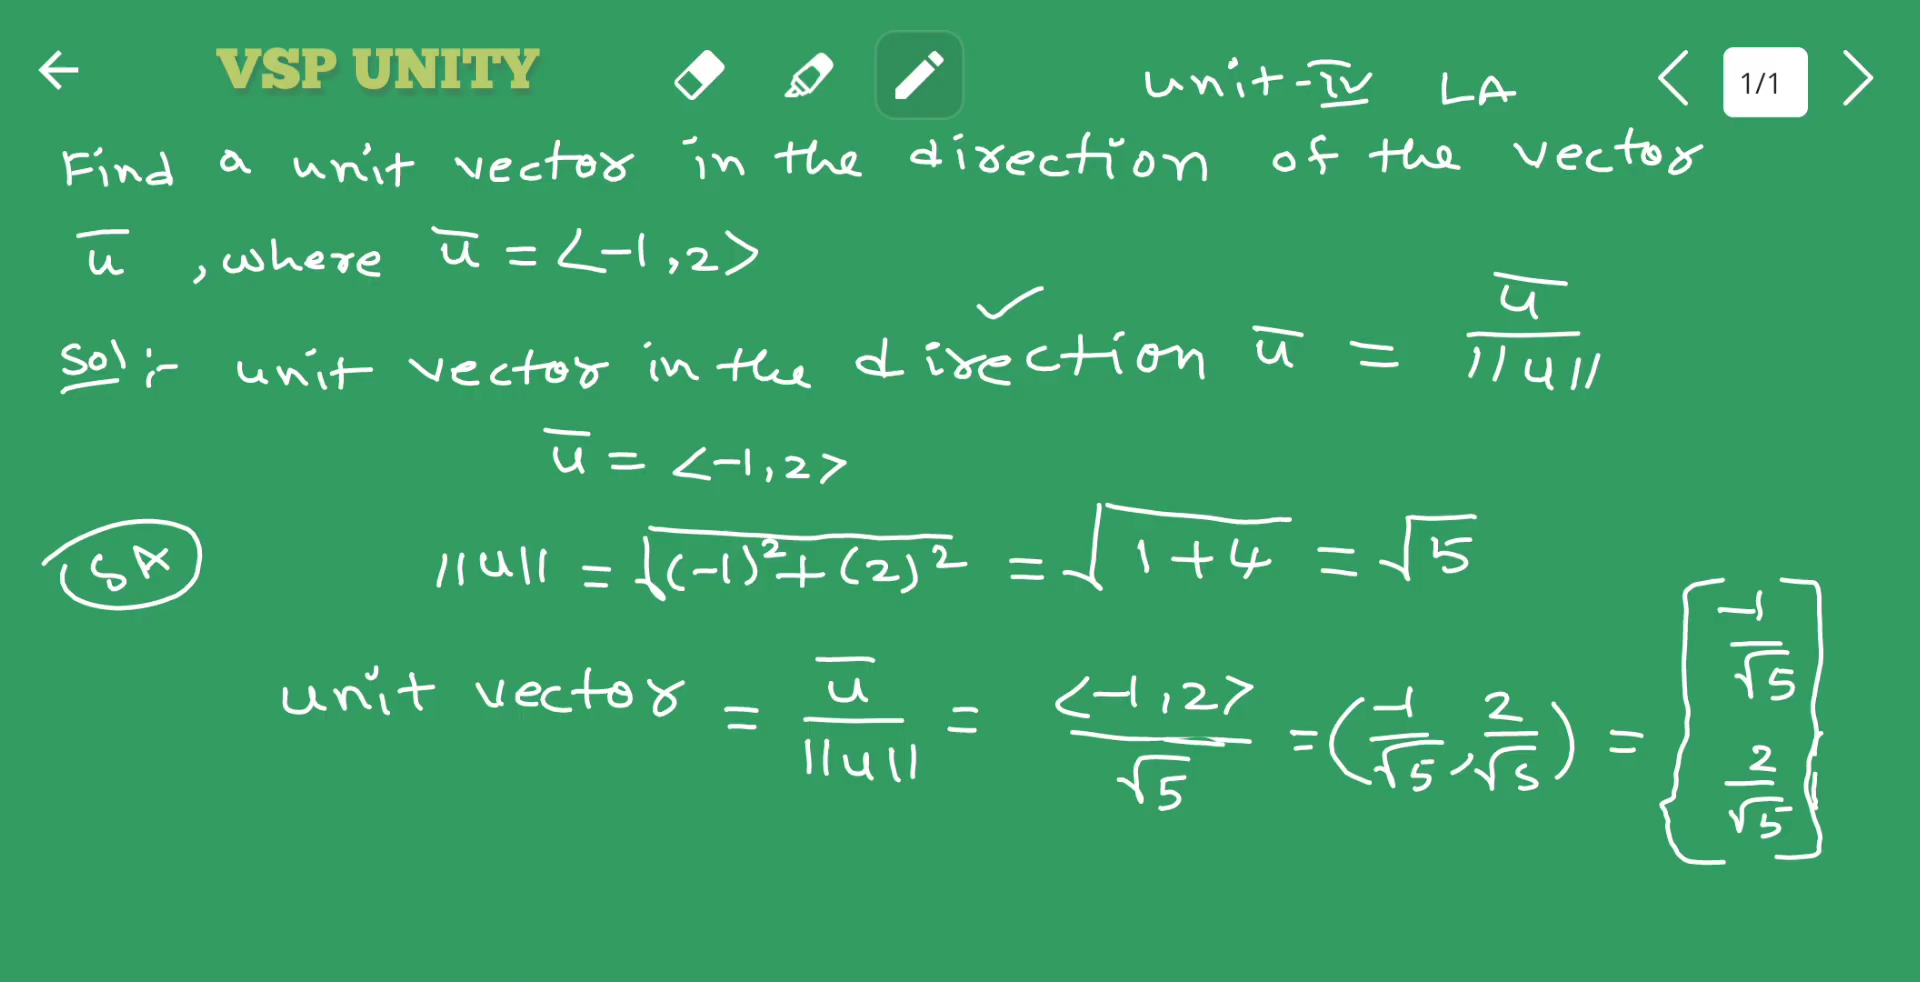 VSP UNITY
unit-IV LA
1/1
Find a unit vector in the direction of the vector
u̅ , where u̅ = <-1,2>
Sol:- unit vector in the direction u̅ = u̅/||u||
u̅ = <-1,2>
SA
||u|| = √((-1)²+(2)²) = √(1+4) = √5
unit vector = u̅/||u|| = <-1,2>/√5 = (-1/√5, 2/√5) = [-1/√5 2/√5]